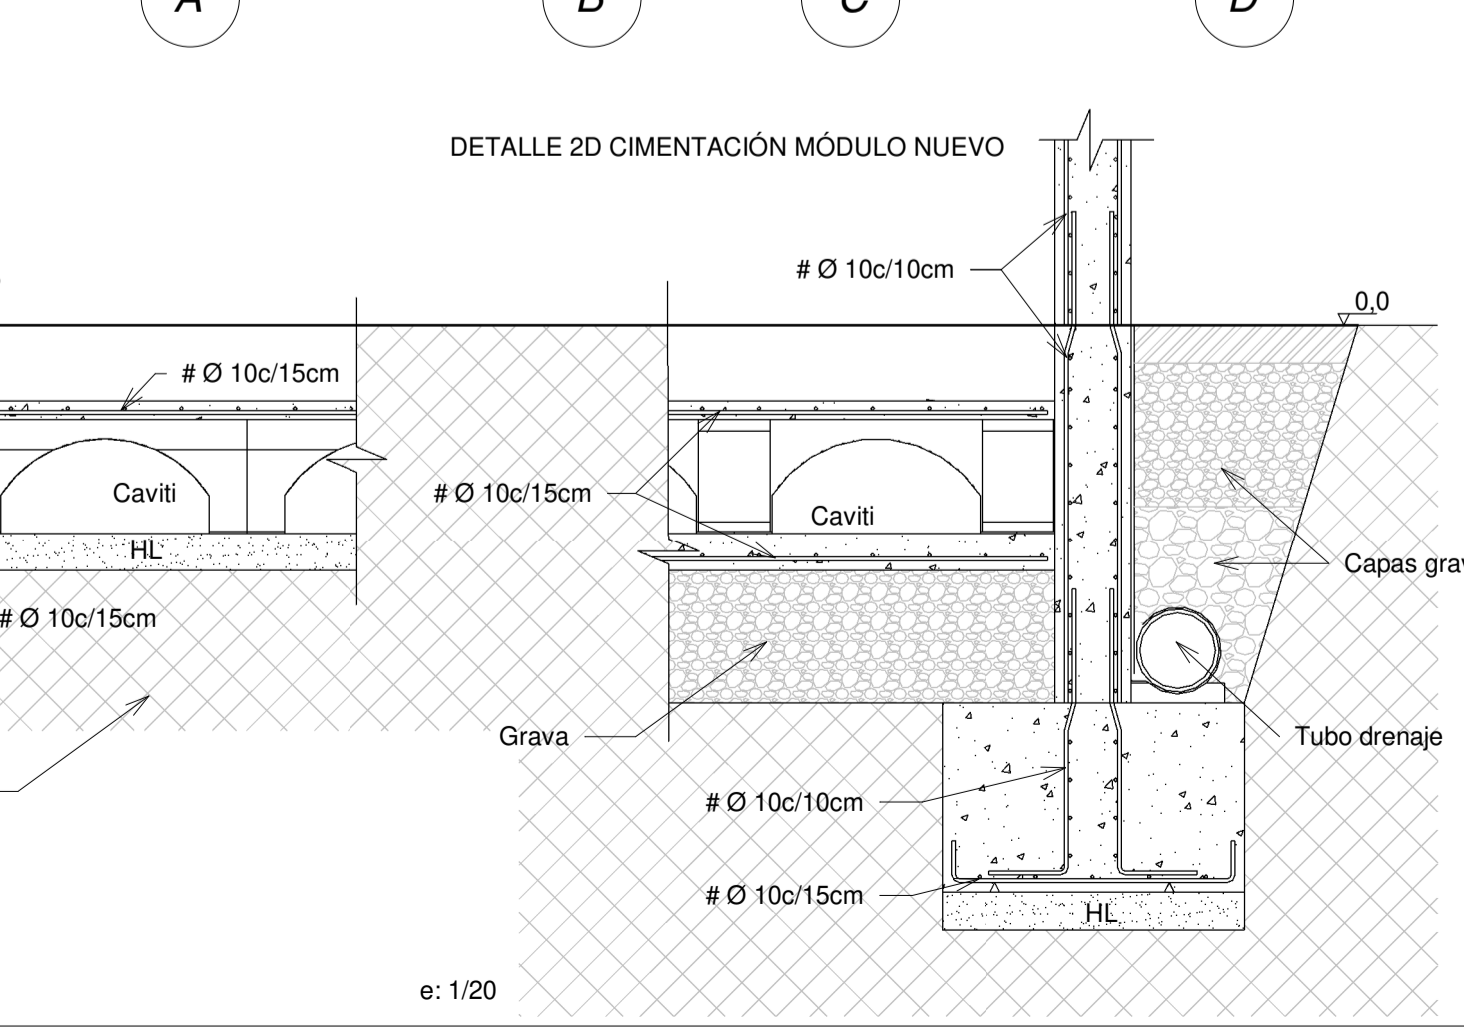 A
B
C
D
DETALLE 2D CIMENTACIÓN MÓDULO NUEVO
# Ø 10c/10cm
0,0
# Ø 10c/15cm
# Ø 10c/15cm
Caviti
Caviti
HL
Capas grav
# Ø 10c/15cm
Grava
Tubo drenaje
# Ø 10c/10cm
# Ø 10c/15cm
HL
e: 1/20